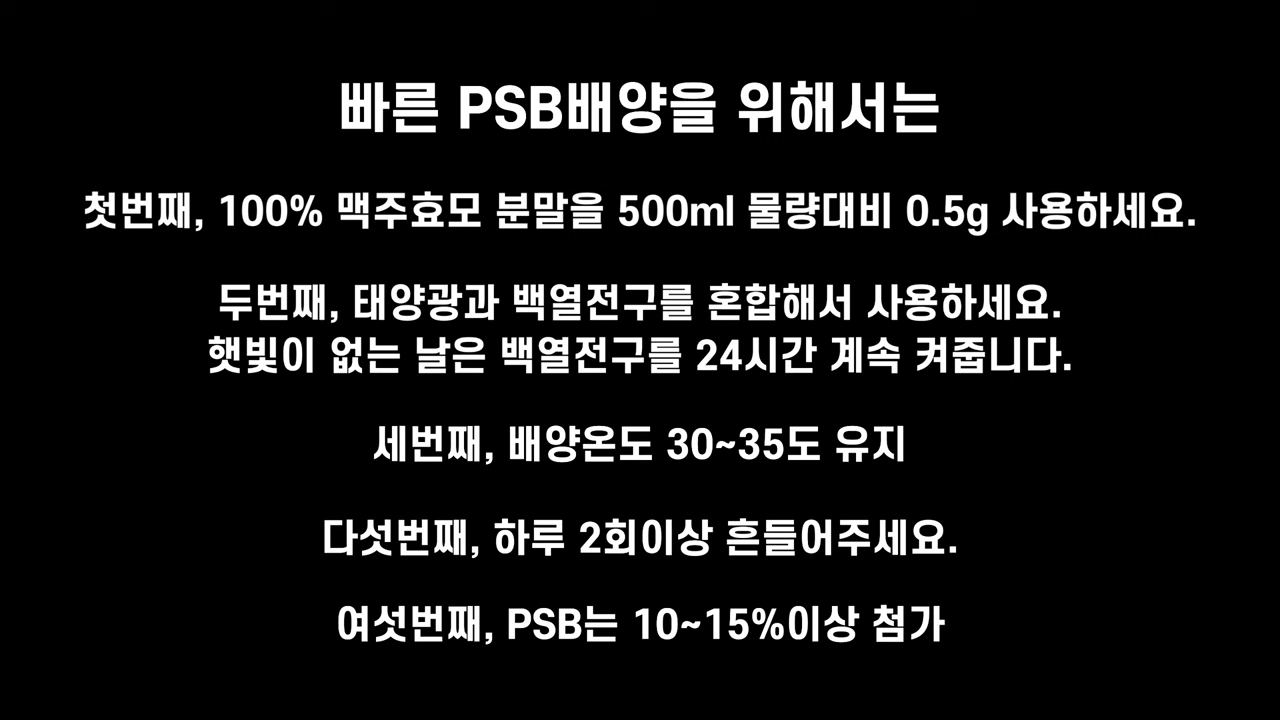 빠른 PSB배양을 위해서는
첫번째, 100% 맥주효모 분말을 500ml 물량대비 0.5g 사용하세요.
두번째, 태양광과 백열전구를 혼합해서 사용하세요.
햇빛이 없는 날은 백열전구를 24시간 계속 켜줍니다.
세번째, 배양온도 30~35도 유지
다섯번째, 하루 2회이상 흔들어주세요.
여섯번째, PSB는 10~15%이상 첨가